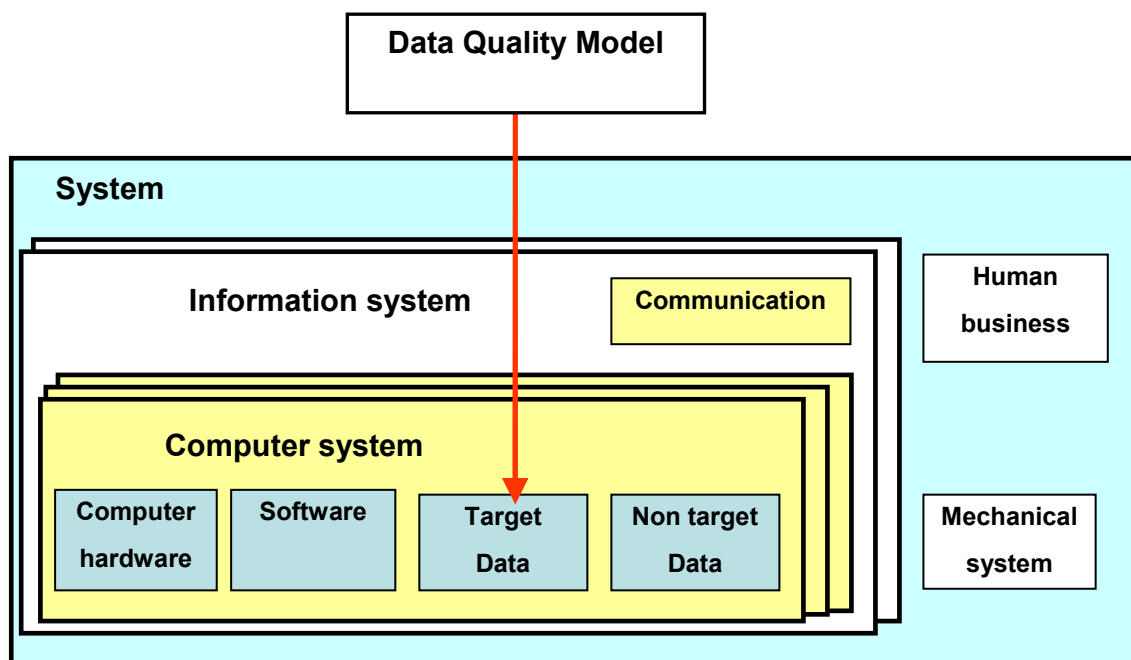 Data Quality Model
System
Information system
Communication
Human
business
Computer system
Computer
hardware
Software
Target
Data
Non target
Data
Mechanical
system